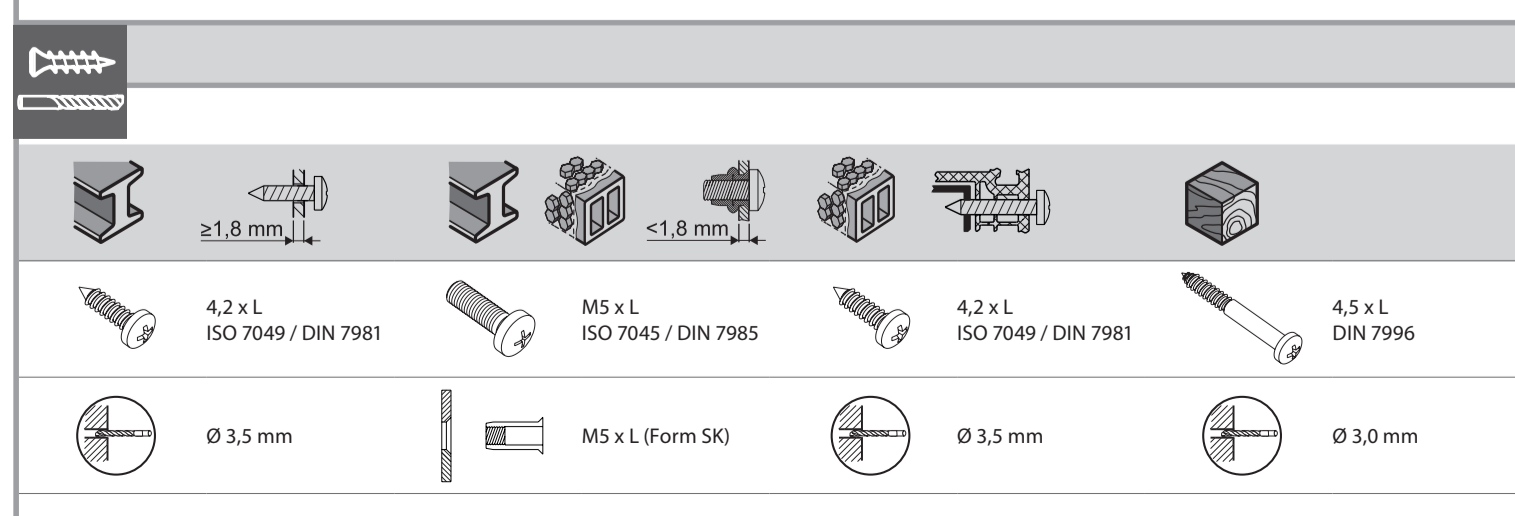 ≥1,8 mm
<1,8 mm
4,2 x L
ISO 7049 / DIN 7981
M5 x L
ISO 7045 / DIN 7985
4,2 x L
ISO 7049 / DIN 7981
4,5 x L
DIN 7996
Ø 3,5 mm
M5 x L (Form SK)
Ø 3,5 mm
Ø 3,0 mm